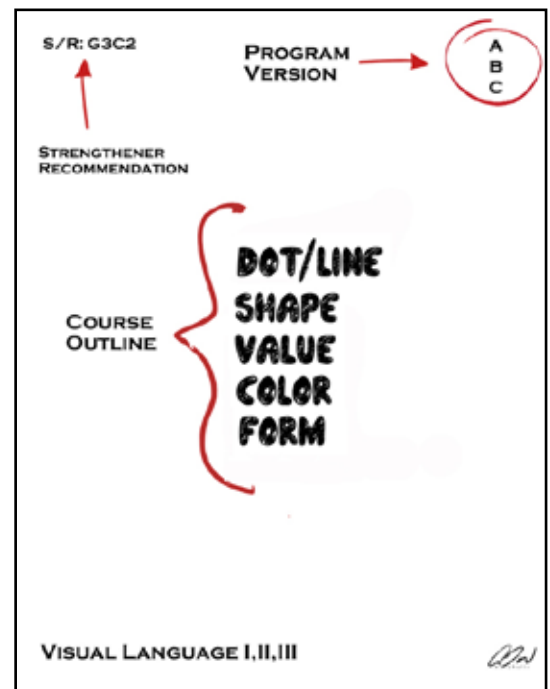 S/R: G3C2
PROGRAM
VERSION
A
B
C
STRENGTHENER
RECOMMENDATION
COURSE
OUTLINE
DOT/LINE
SHAPE
VALUE
COLOR
FORM
VISUAL LANGUAGE I,II,III